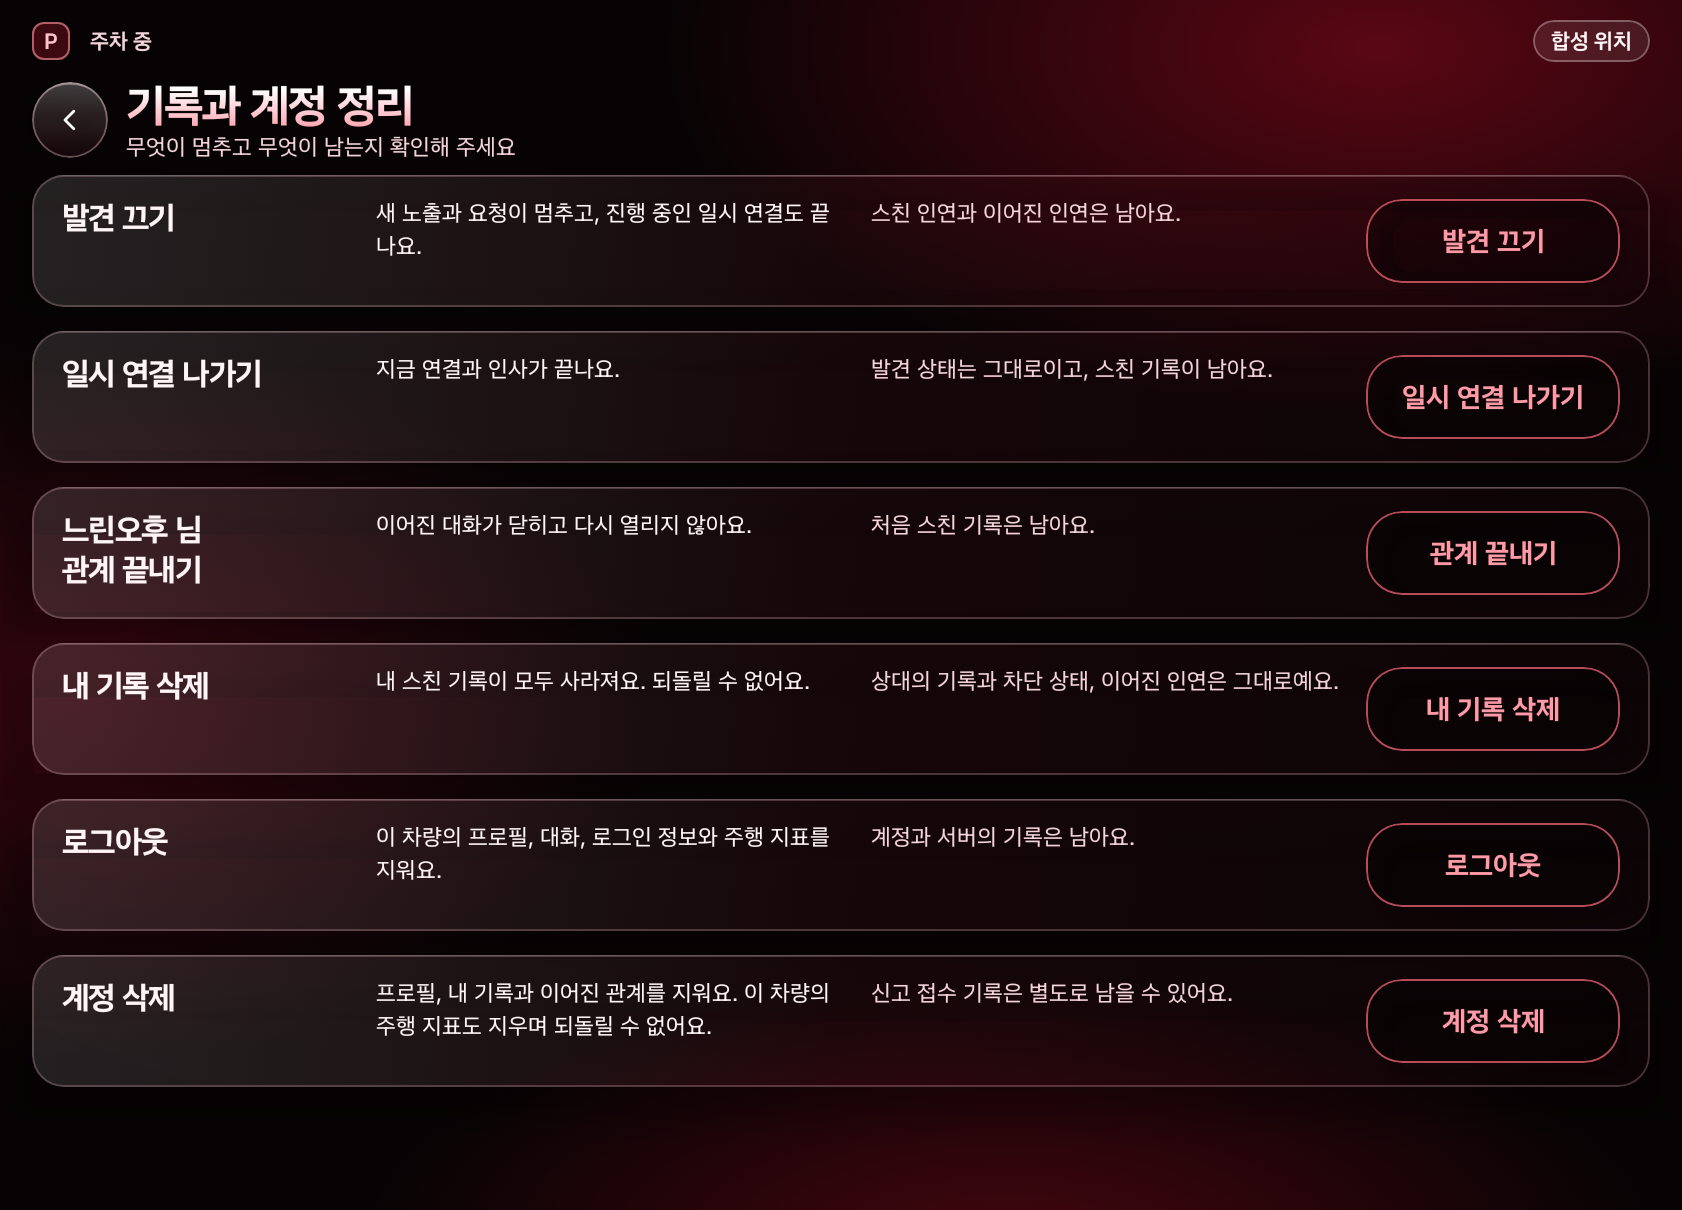 P 주차 중
합성 위치
기록과 계정 정리
무엇이 멈추고 무엇이 남는지 확인해 주세요
발견 끄기
새 노출과 요청이 멈추고, 진행 중인 일시 연결도 끝
나요.
스친 인연과 이어진 인연은 남아요.
발견 끄기
일시 연결 나가기
지금 연결과 인사가 끝나요.
발견 상태는 그대로이고, 스친 기록이 남아요.
일시 연결 나가기
느린오후 님
관계 끝내기
이어진 대화가 닫히고 다시 열리지 않아요.
처음 스친 기록은 남아요.
관계 끝내기
내 기록 삭제
내 스친 기록이 모두 사라져요. 되돌릴 수 없어요.
상대의 기록과 차단 상태, 이어진 인연은 그대로예요.
내 기록 삭제
로그아웃
이 차량의 프로필, 대화, 로그인 정보와 주행 지표를
지워요.
계정과 서버의 기록은 남아요.
로그아웃
계정 삭제
프로필, 내 기록과 이어진 관계를 지워요. 이 차량의
주행 지표도 지우며 되돌릴 수 없어요.
신고 접수 기록은 별도로 남을 수 있어요.
계정 삭제